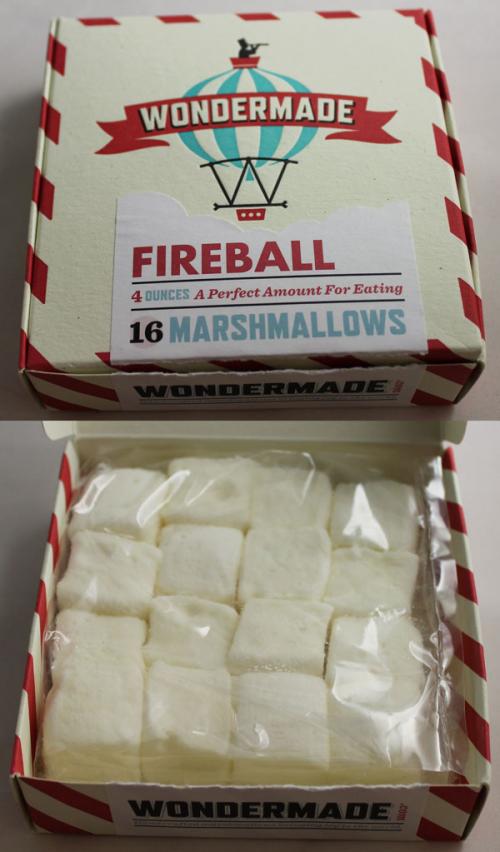 WONDERMADE
FIREBALL
4 OUNCES A Perfect Amount For Eating
16 MARSHMALLOWS
WONDERMADE
WONDERMADE